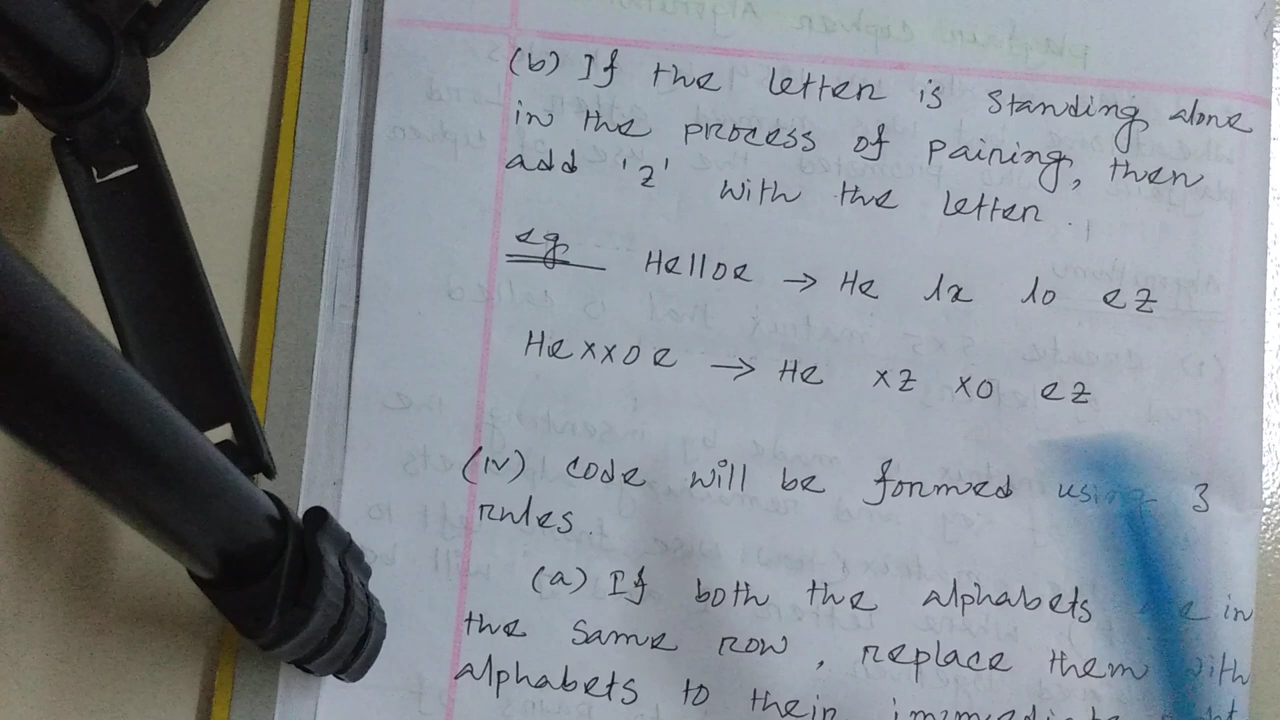 (b) If the letter is standing alone
in the process of pairing, then
add 'z' with the letter.
eg Helloe → He lx lo ez
Hexxoe → He xz xo ez
(iv) code will be formed using 3
rules.
(a) If both the alphabets in
the same row, replace them with
alphabets to their immediate